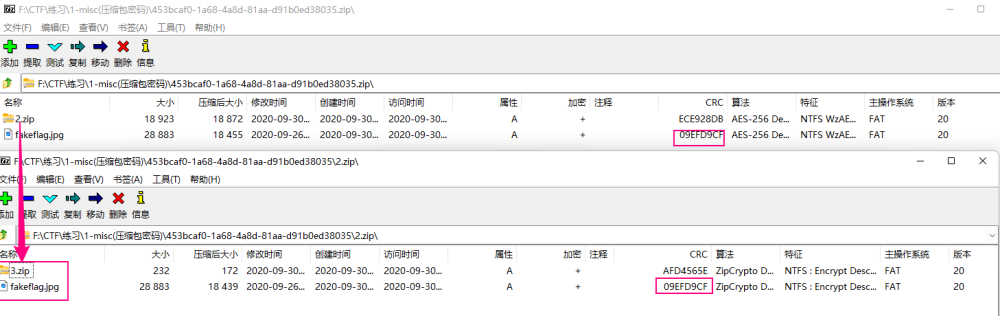 F:\CTF\练习\1-misc(压缩包密码)\453bcaf0-1a68-4a8d-81aa-d91b0ed38035.zip\
文件(F) 编辑(E) 查看(V) 书签(A) 工具(T) 帮助(H)
添加 提取 测试 复制 移动 删除 信息
F:\CTF\练习\1-misc(压缩包密码)\453bcaf0-1a68-4a8d-81aa-d91b0ed38035.zip\
名称 大小 压缩后大小 修改时间 创建时间 访问时间 属性 加密 注释 CRC 算法 特征 主操作系统 版本
2.zip 18 923 18 872 2020-09-30... 2020-09-30... 2020-09-30... A + ECE928DB AES-256 De... NTFS WzAE... FAT 20
fakeflag.jpg 28 883 18 455 2020-09-26... 2020-09-30... 2020-09-30... A + 09EFD9CF AES-256 De... NTFS WzAE... FAT 20
F:\CTF\练习\1-misc(压缩包密码)\453bcaf0-1a68-4a8d-81aa-d91b0ed38035.zip\2.zip\
文件(F) 编辑(E) 查看(V) 书签(A) 工具(T) 帮助(H)
添加 提取 测试 复制 移动 删除 信息
F:\CTF\练习\1-misc(压缩包密码)\453bcaf0-1a68-4a8d-81aa-d91b0ed38035.zip\2.zip\
名称 大小 压缩后大小 修改时间 创建时间 访问时间 属性 加密 注释 CRC 算法 特征 主操作系统 版本
3.zip 232 172 2020-09-30... 2020-09-30... 2020-09-30... A + AFD4565E ZipCrypto D... NTFS : Encrypt Desc... FAT 20
fakeflag.jpg 28 883 18 439 2020-09-26... 2020-09-30... 2020-09-30... A + 09EFD9CF ZipCrypto D... NTFS : Encrypt Desc... FAT 20